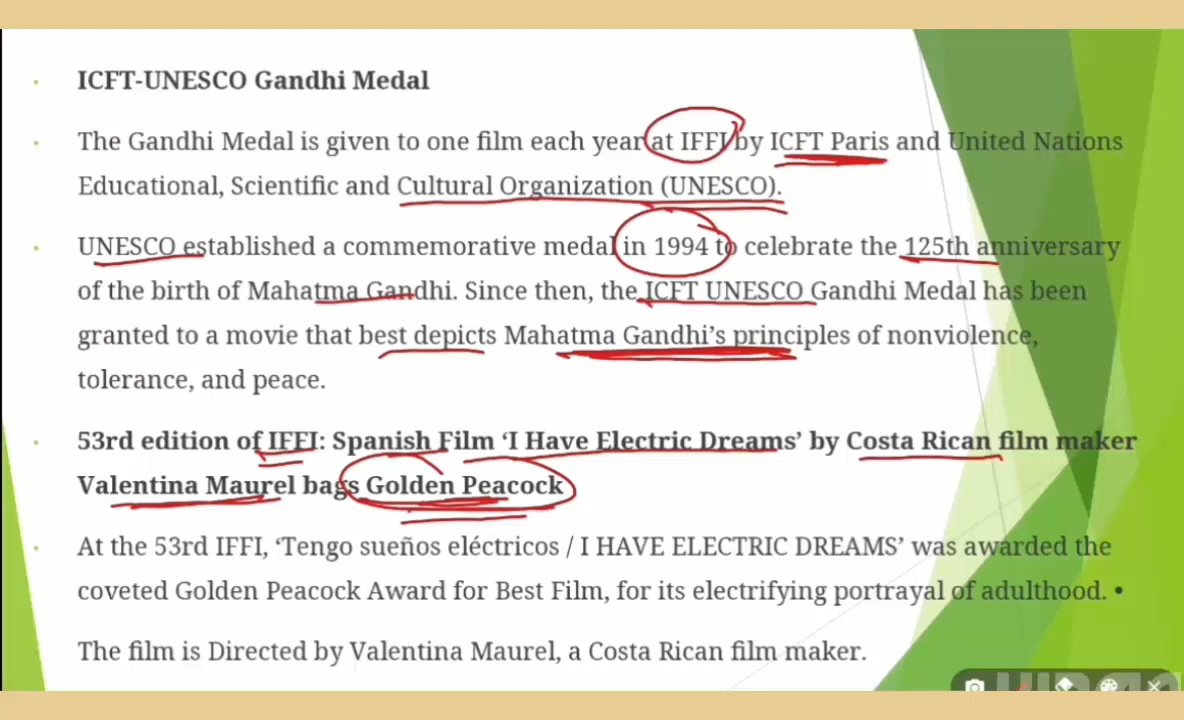 ICFT-UNESCO Gandhi Medal
The Gandhi Medal is given to one film each year at IFFI by ICFT Paris and United Nations
Educational, Scientific and Cultural Organization (UNESCO).
UNESCO established a commemorative medal in 1994 to celebrate the 125th anniversary
of the birth of Mahatma Gandhi. Since then, the ICFT UNESCO Gandhi Medal has been
granted to a movie that best depicts Mahatma Gandhi’s principles of nonviolence,
tolerance, and peace.
53rd edition of IFFI: Spanish Film ‘I Have Electric Dreams’ by Costa Rican film maker
Valentina Maurel bags Golden Peacock
At the 53rd IFFI, ‘Tengo sueños eléctricos / I HAVE ELECTRIC DREAMS’ was awarded the
coveted Golden Peacock Award for Best Film, for its electrifying portrayal of adulthood. •
The film is Directed by Valentina Maurel, a Costa Rican film maker.